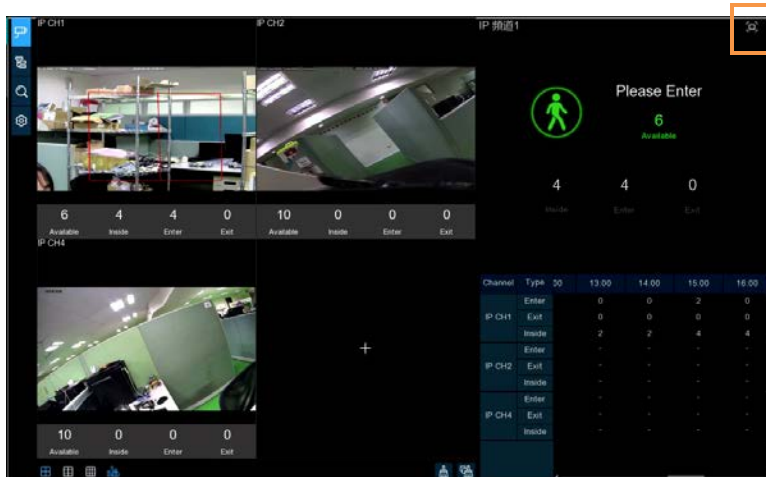 IP CH1
IP CH2
IP 頻道1
Please Enter
6
Available
4 4 0
Inside Enter Exit
6 4 4 0
Available Inside Enter Exit
10 0 0 0
Available Inside Enter Exit
IP CH4
10 0 0 0
Available Inside Enter Exit
Channel Type 00 13.00 14.00 15.00 16.00
IP CH1
Enter 0 0 2 0
Exit 0 0 0 0
Inside 2 2 4 4
IP CH2
Enter - - - -
Exit - - - -
Inside - - - -
IP CH4
Enter - - - -
Exit - - - -
Inside - - - -